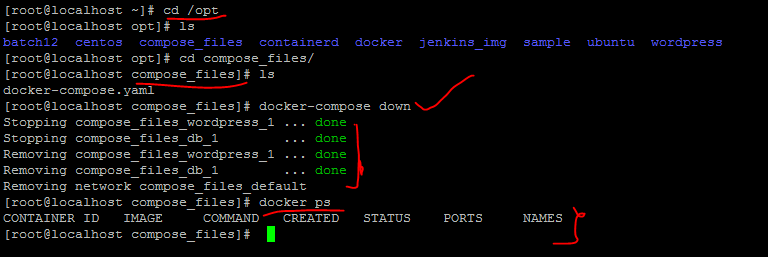 [root@localhost ~]# cd /opt
[root@localhost opt]# ls
batch12  centos  compose_files  containerd  docker  jenkins_img  sample  ubuntu  wordpress
[root@localhost opt]# cd compose_files/
[root@localhost compose_files]# ls
docker-compose.yaml
[root@localhost compose_files]# docker-compose down
Stopping compose_files_wordpress_1 ... done
Stopping compose_files_db_1        ... done
Removing compose_files_wordpress_1 ... done
Removing compose_files_db_1        ... done
Removing network compose_files_default
[root@localhost compose_files]# docker ps
CONTAINER ID   IMAGE     COMMAND   CREATED   STATUS    PORTS     NAMES
[root@localhost compose_files]#